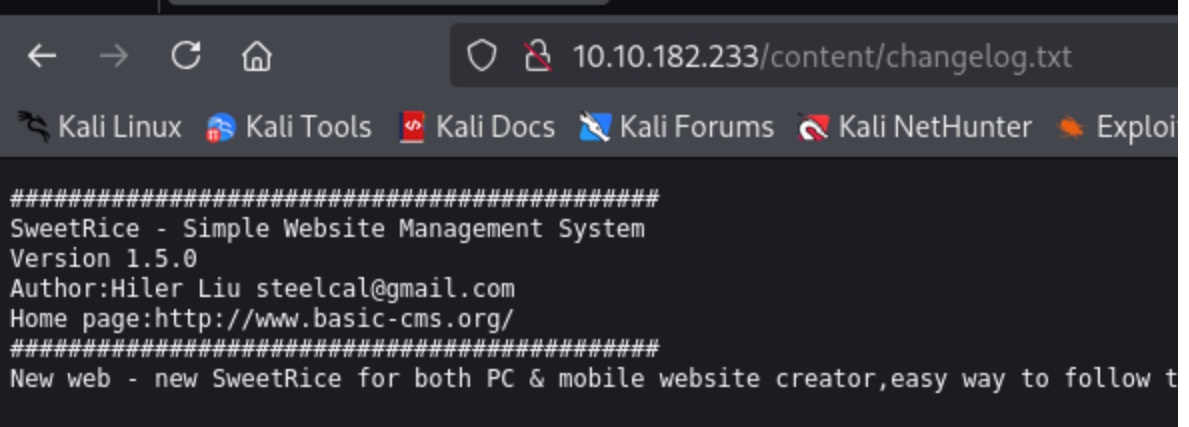 10.10.182.233/content/changelog.txt
Kali Linux Kali Tools Kali Docs Kali Forums Kali NetHunter Exploi
##############################################
SweetRice - Simple Website Management System
Version 1.5.0
Author:Hiler Liu steelcal@gmail.com
Home page:http://www.basic-cms.org/
##############################################
New web - new SweetRice for both PC & mobile website creator,easy way to follow t